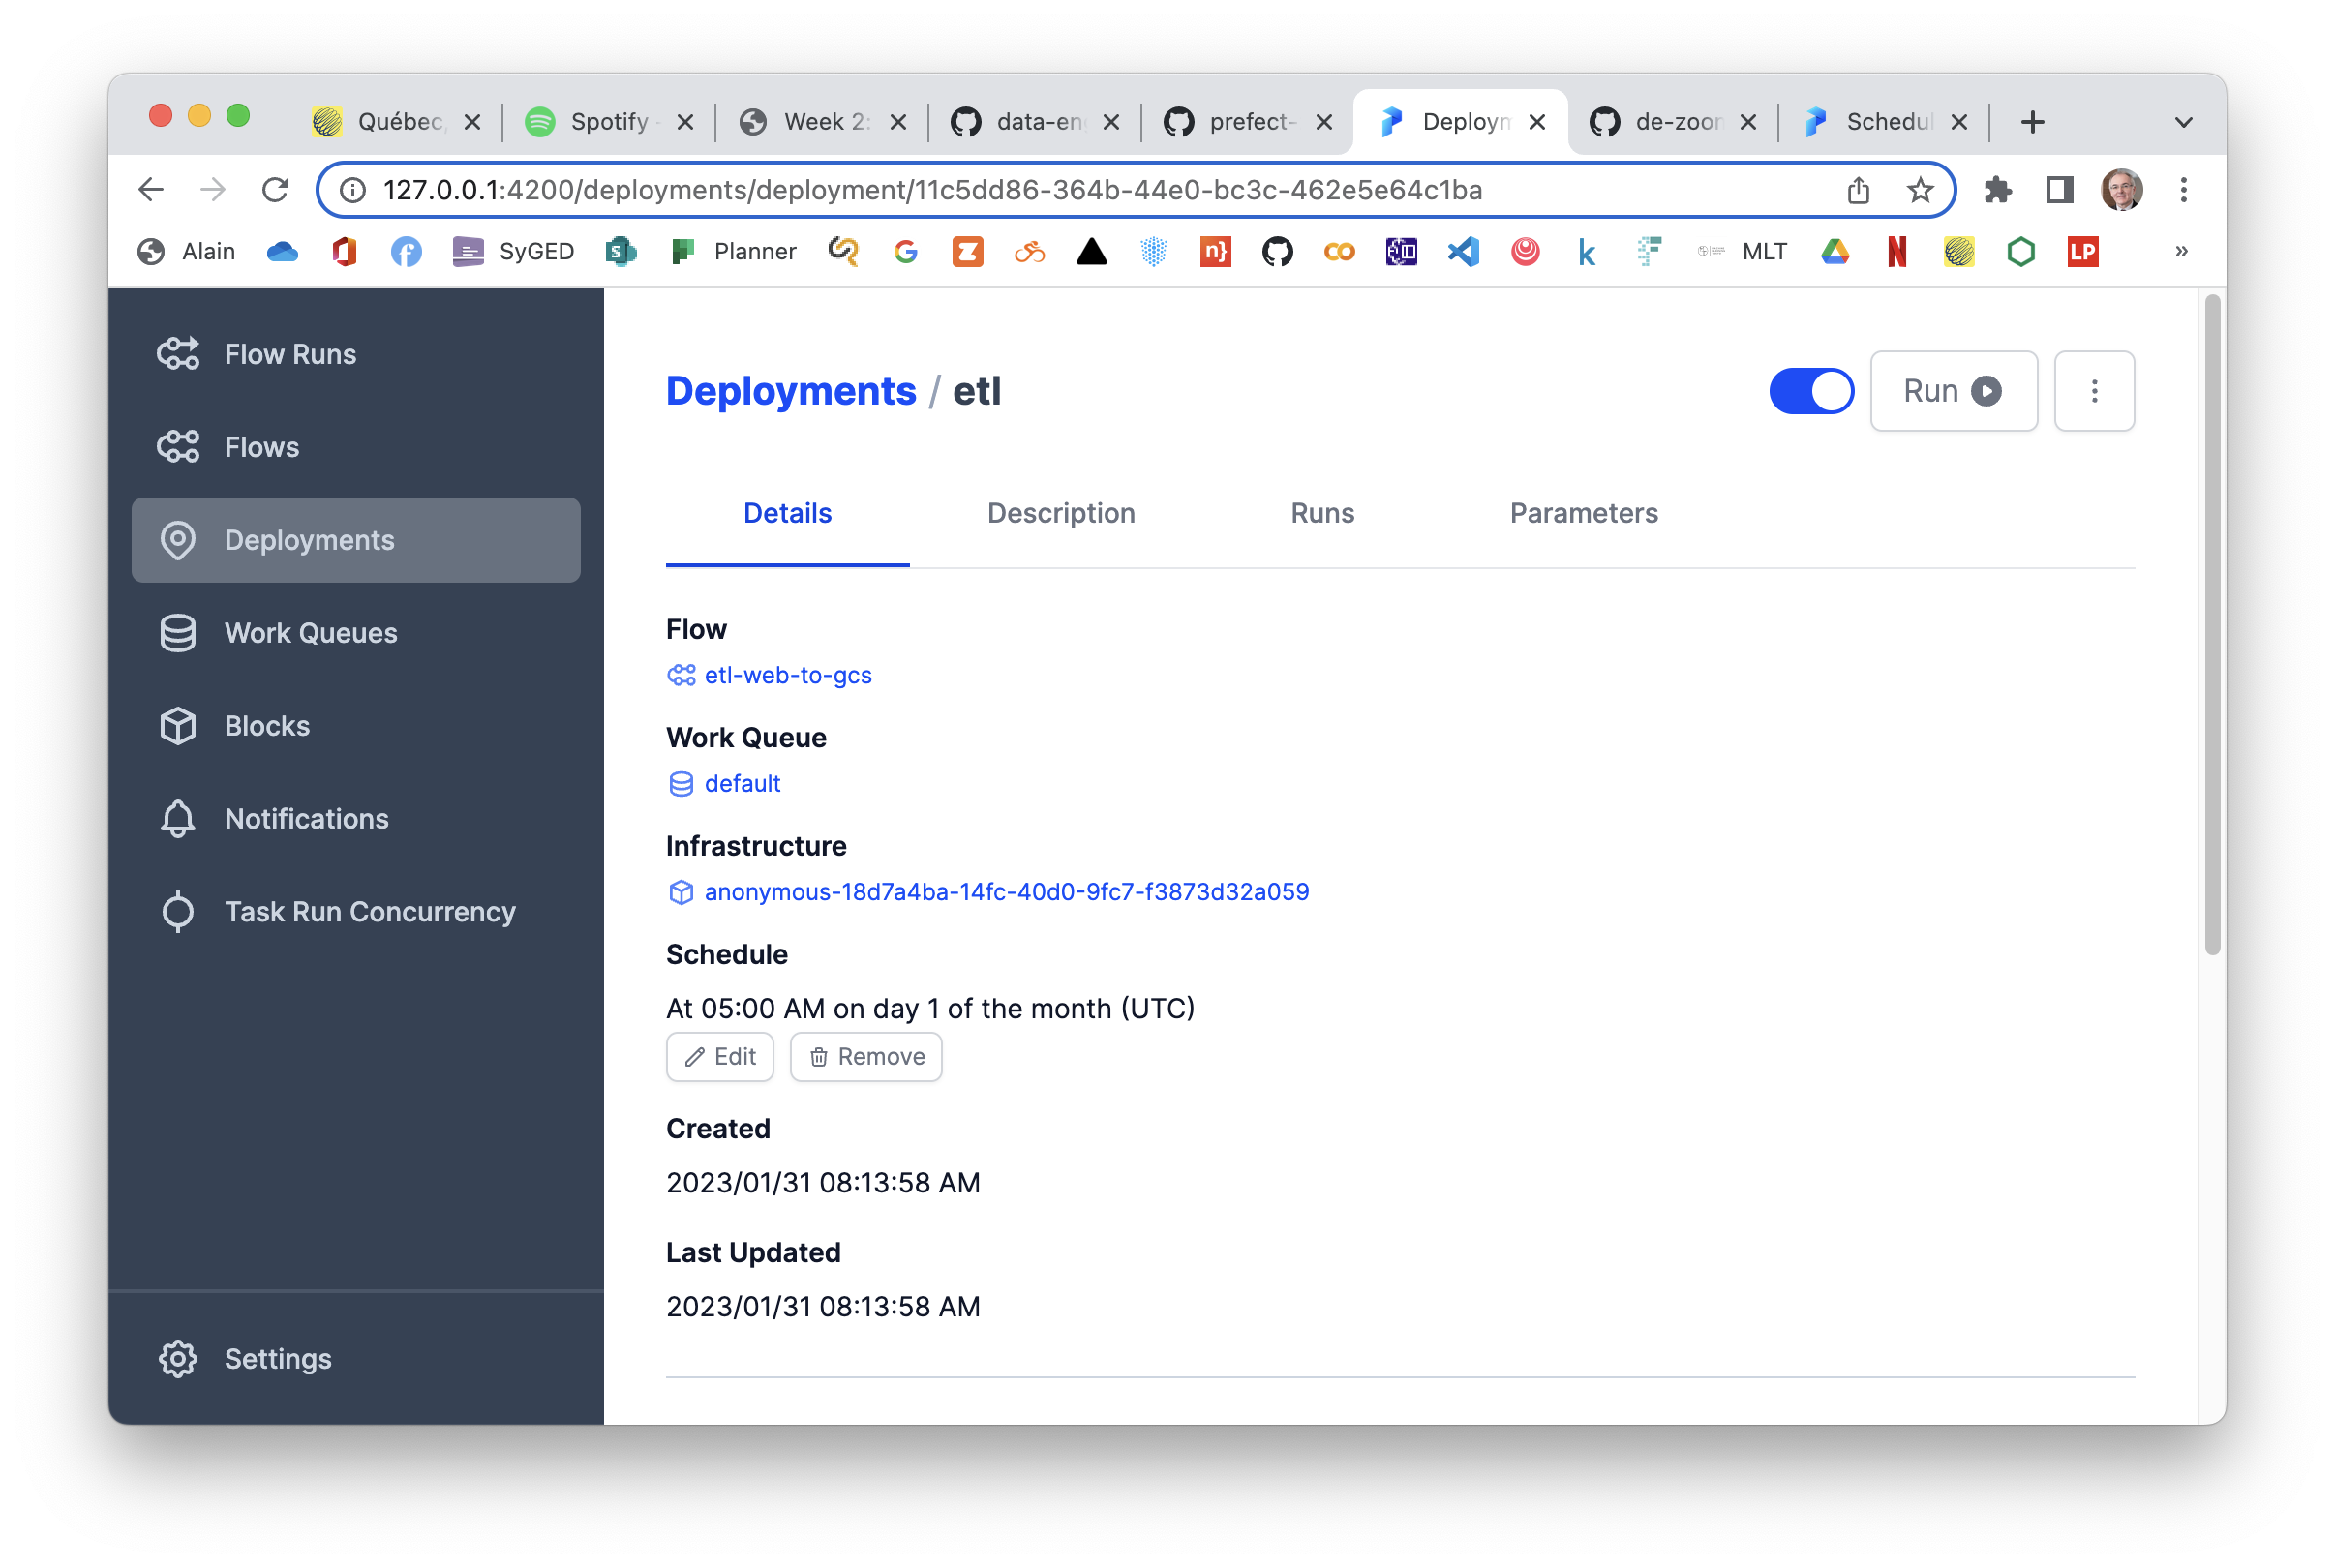 Québec, Spotify - Week 2: data-en prefect- Deploym de-zoom Schedul
127.0.0.1:4200/deployments/deployment/11c5dd86-364b-44e0-bc3c-462e5e64c1ba
Alain SyGED Planner MLT LP »
Flow Runs
Flows
Deployments
Work Queues
Blocks
Notifications
Task Run Concurrency
Settings
Deployments / etl
Run
Details Description Runs Parameters
Flow
etl-web-to-gcs
Work Queue
default
Infrastructure
anonymous-18d7a4ba-14fc-40d0-9fc7-f3873d32a059
Schedule
At 05:00 AM on day 1 of the month (UTC)
Edit Remove
Created
2023/01/31 08:13:58 AM
Last Updated
2023/01/31 08:13:58 AM